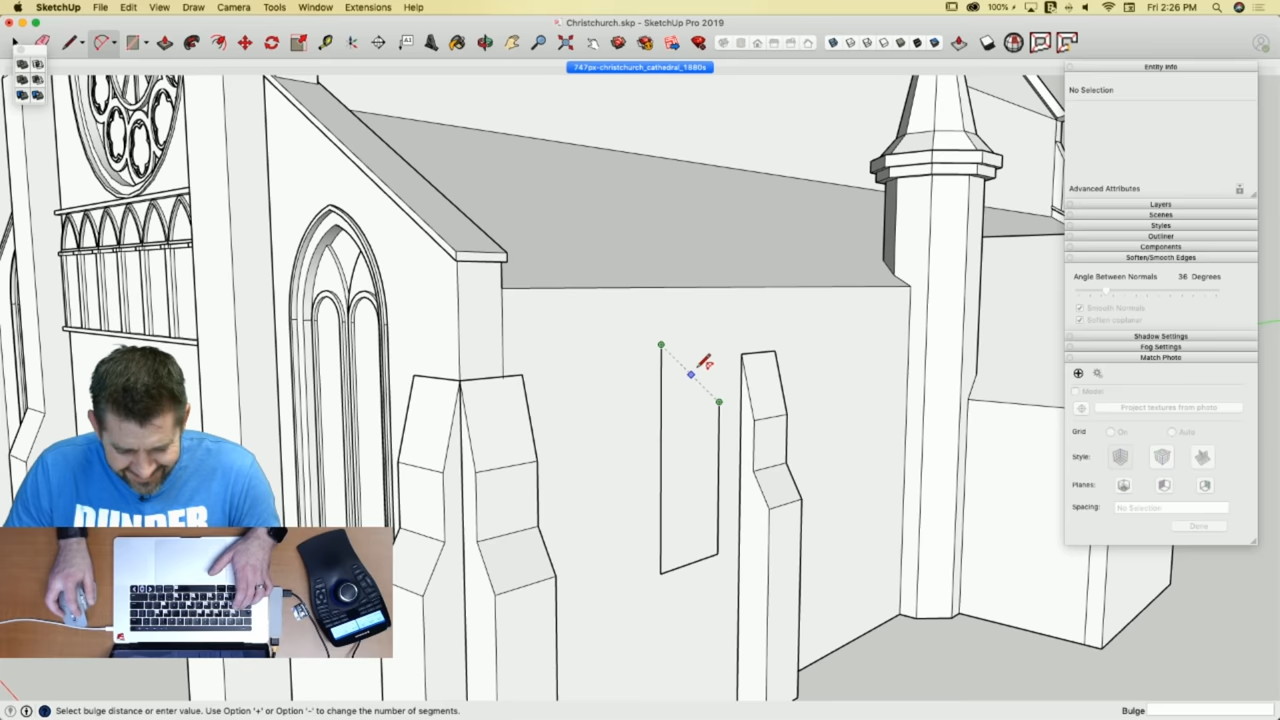 SketchUp File Edit View Draw Camera Tools Window Extensions Help 100% Fri 2:26 PM
Christchurch.skp - SketchUp Pro 2019
747px-christchurch_cathedral_1880s
Entity Info
No Selection
Advanced Attributes
Layers
Scenes
Styles
Outliner
Components
Soften/Smooth Edges
Angle Between Normals 36 Degrees
Smooth Normals
Soften coplanar
Shadow Settings
Fog Settings
Match Photo
Model
Project textures from photo
Grid On Auto
Style:
Planes:
Spacing: No Selection
Done
DUNDER
Select bulge distance or enter value. Use Option '+' or Option '-' to change the number of segments. Bulge